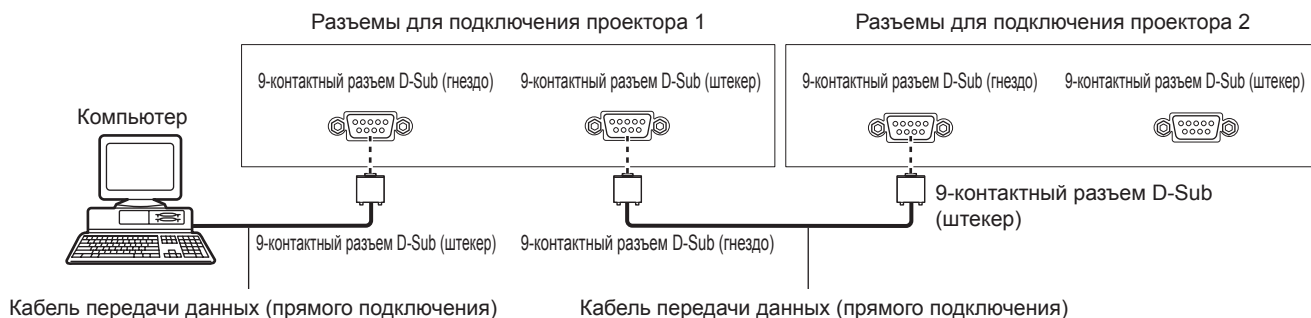 Разъемы для подключения проектора 1
Разъемы для подключения проектора 2
9-контактный разъем D-Sub (гнездо)
9-контактный разъем D-Sub (штекер)
9-контактный разъем D-Sub (гнездо)
9-контактный разъем D-Sub (штекер)
Компьютер
9-контактный разъем D-Sub
(штекер)
9-контактный разъем D-Sub (штекер)
9-контактный разъем D-Sub (гнездо)
Кабель передачи данных (прямого подключения)
Кабель передачи данных (прямого подключения)